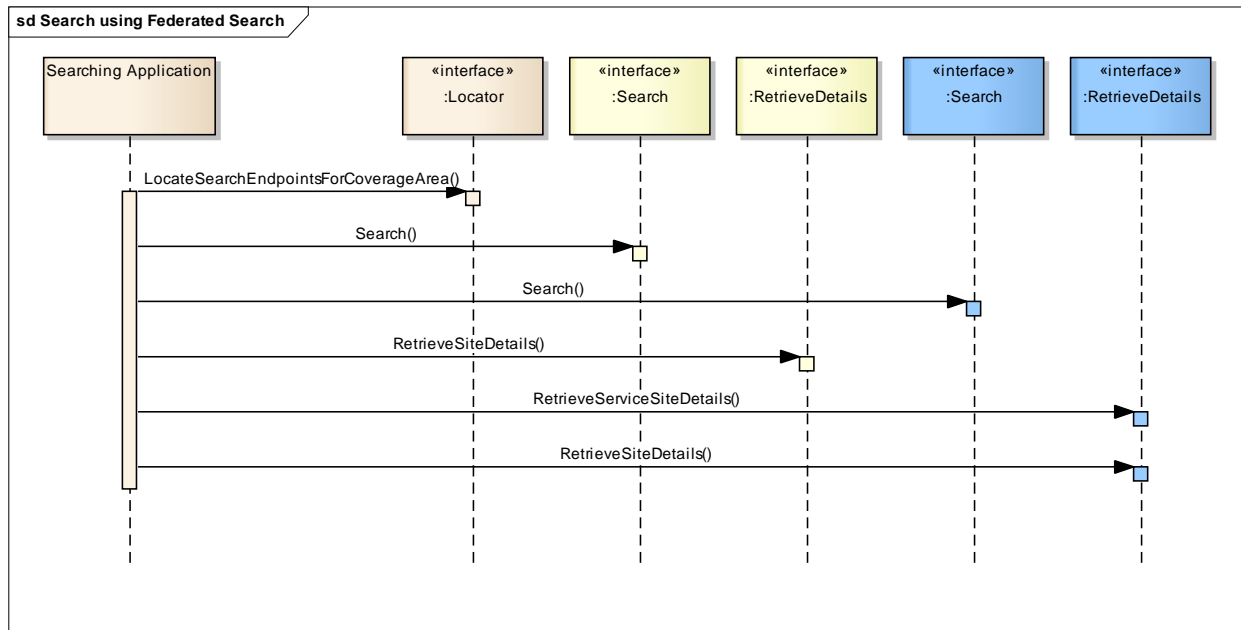 sd Search using Federated Search
Searching Application
«interface»
:Locator
«interface»
:Search
«interface»
:RetrieveDetails
«interface»
:Search
«interface»
:RetrieveDetails
LocateSearchEndpointsForCoverageArea()
Search()
Search()
RetrieveSiteDetails()
RetrieveServiceSiteDetails()
RetrieveSiteDetails()